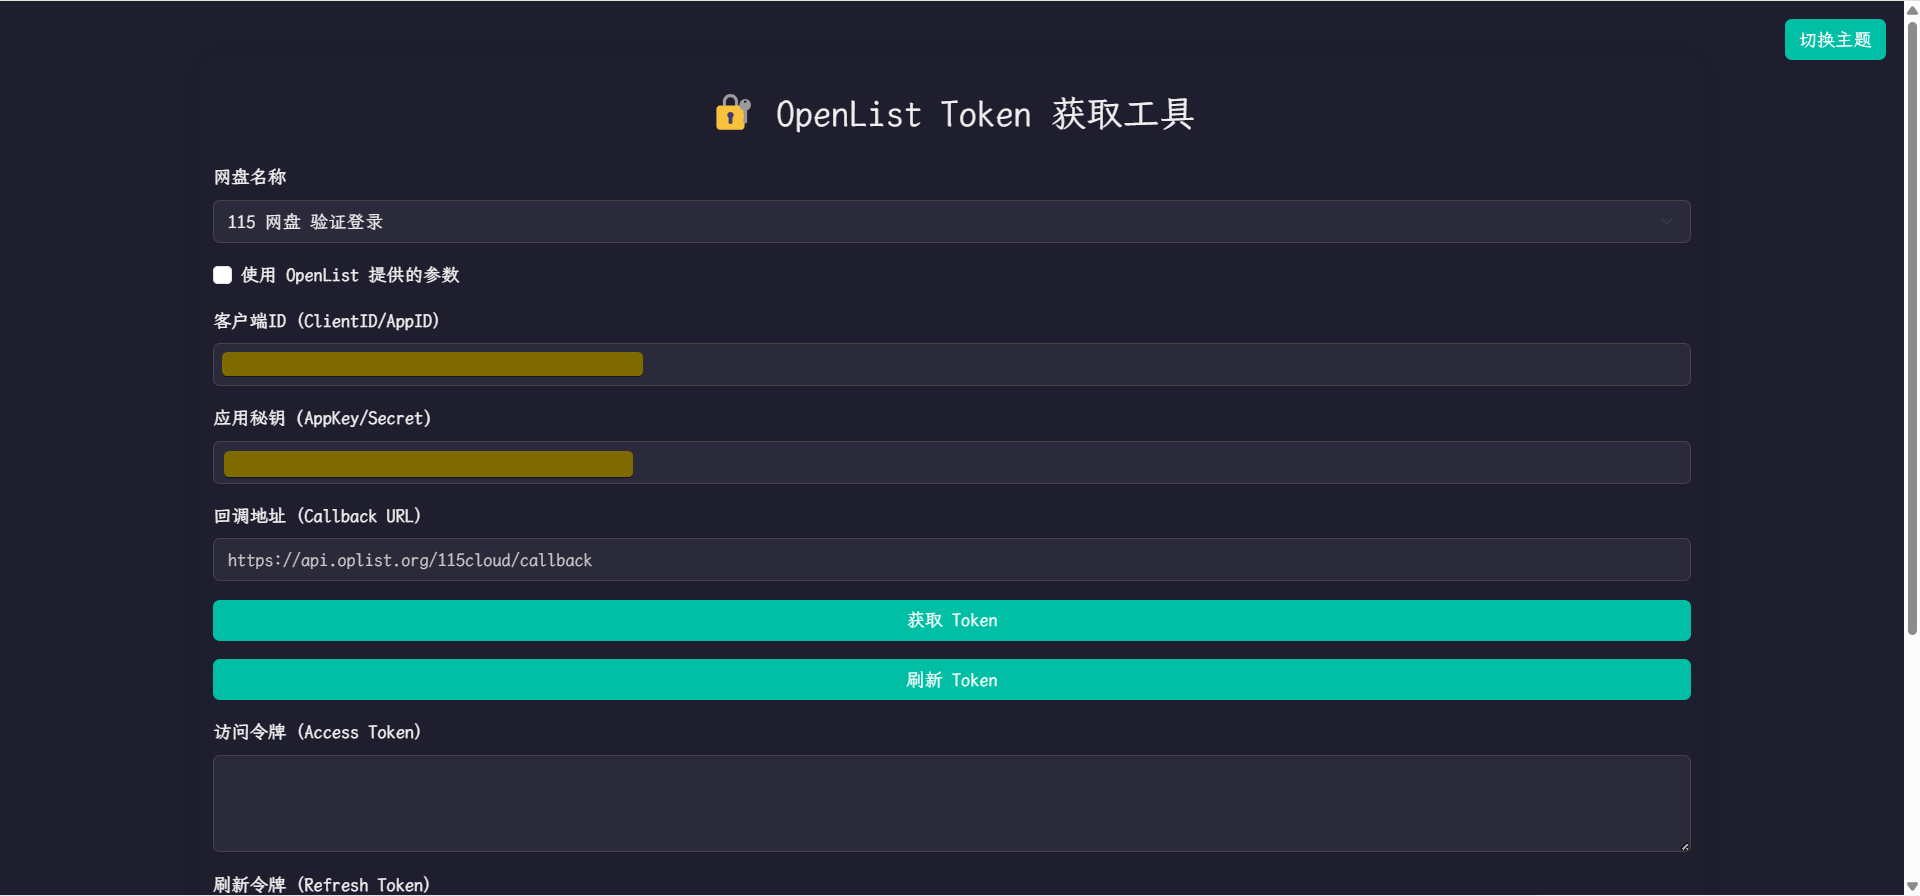 切换主题
OpenList Token 获取工具
网盘名称
115 网盘 验证登录
使用 OpenList 提供的参数
客户端ID (ClientID/AppID)
应用秘钥 (AppKey/Secret)
回调地址 (Callback URL)
https://api.oplist.org/115cloud/callback
获取 Token
刷新 Token
访问令牌 (Access Token)
刷新令牌 (Refresh Token)